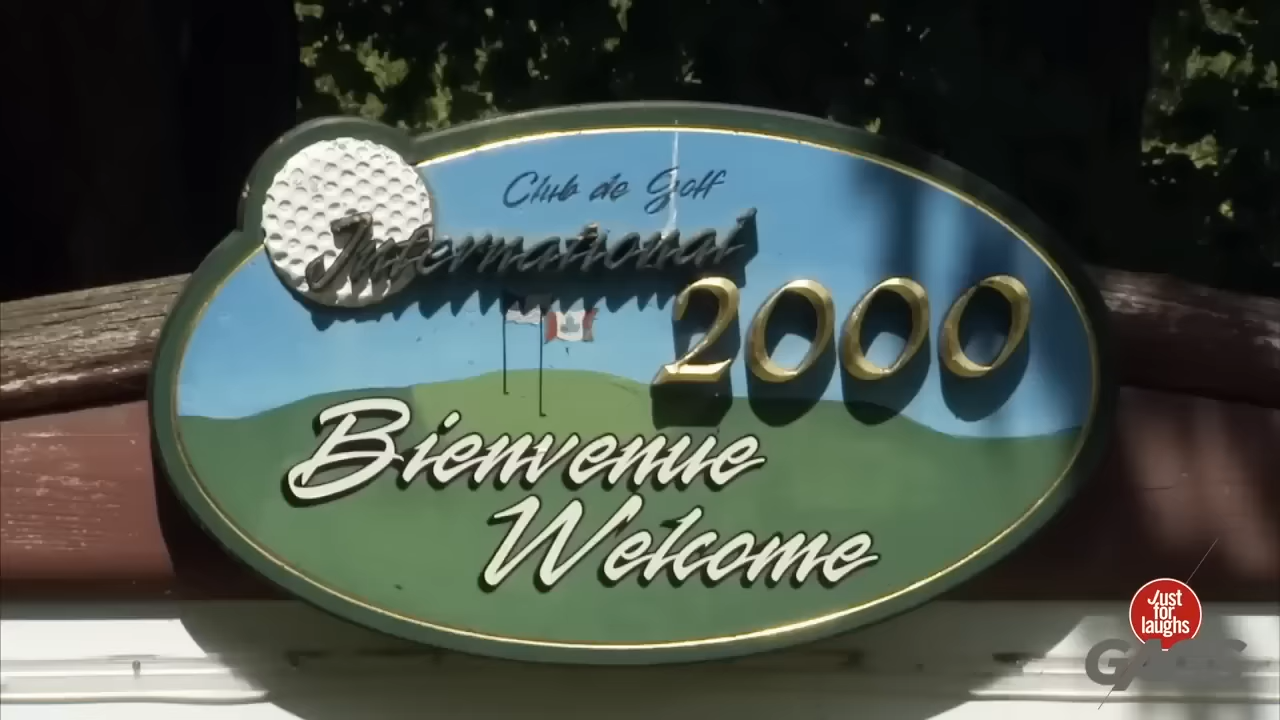 Club de Golf
International
2000
Bienvenue
Welcome
Just
for
laughs
GAGS